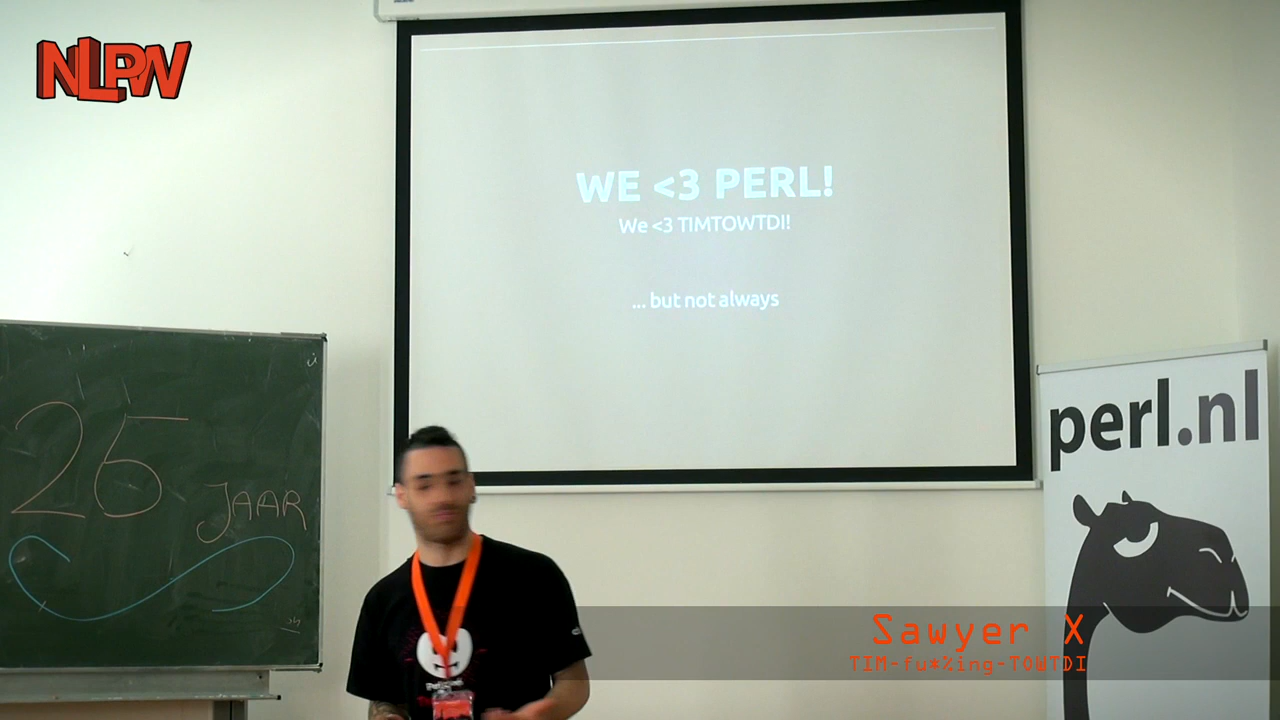 NLPW
WE <3 PERL!
We <3 TIMTOWTDI!
... but not always
25
JAAR
perl.nl
Sawyer X
TIM-fu*%ing-TOWTDI